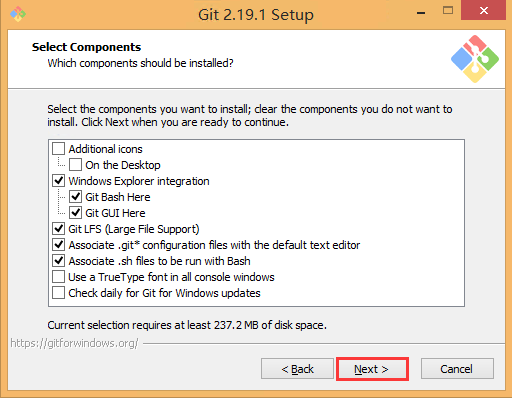 Git 2.19.1 Setup
Select Components
Which components should be installed?
Select the components you want to install; clear the components you do not want to
install. Click Next when you are ready to continue.
Additional icons
On the Desktop
Windows Explorer integration
Git Bash Here
Git GUI Here
Git LFS (Large File Support)
Associate .git* configuration files with the default text editor
Associate .sh files to be run with Bash
Use a TrueType font in all console windows
Check daily for Git for Windows updates
Current selection requires at least 237.2 MB of disk space.
https://gitforwindows.org/
< Back
Next >
Cancel